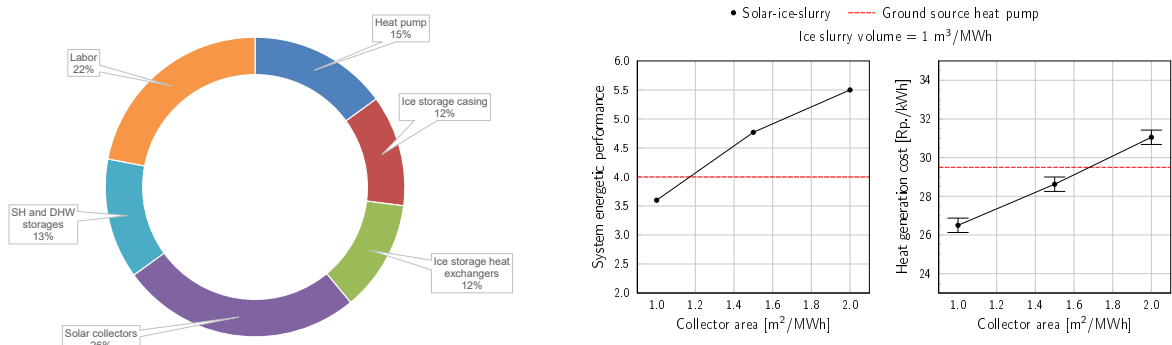 Heat pump
15%
Labor
22%
Ice storage casing
12%
SH and DHW
storages
13%
Ice storage heat
exchangers
12%
Solar collectors
26%
Solar-ice-slurry
Ground source heat pump
Ice slurry volume = 1 m³/MWh
System energetic performance
6.0
5.5
5.0
4.5
4.0
3.5
3.0
2.5
2.0
1.0 1.2 1.4 1.6 1.8 2.0
Collector area [m²/MWh]
Heat generation cost [Rp./kWh]
34
32
30
28
26
24
1.0 1.2 1.4 1.6 1.8 2.0
Collector area [m²/MWh]